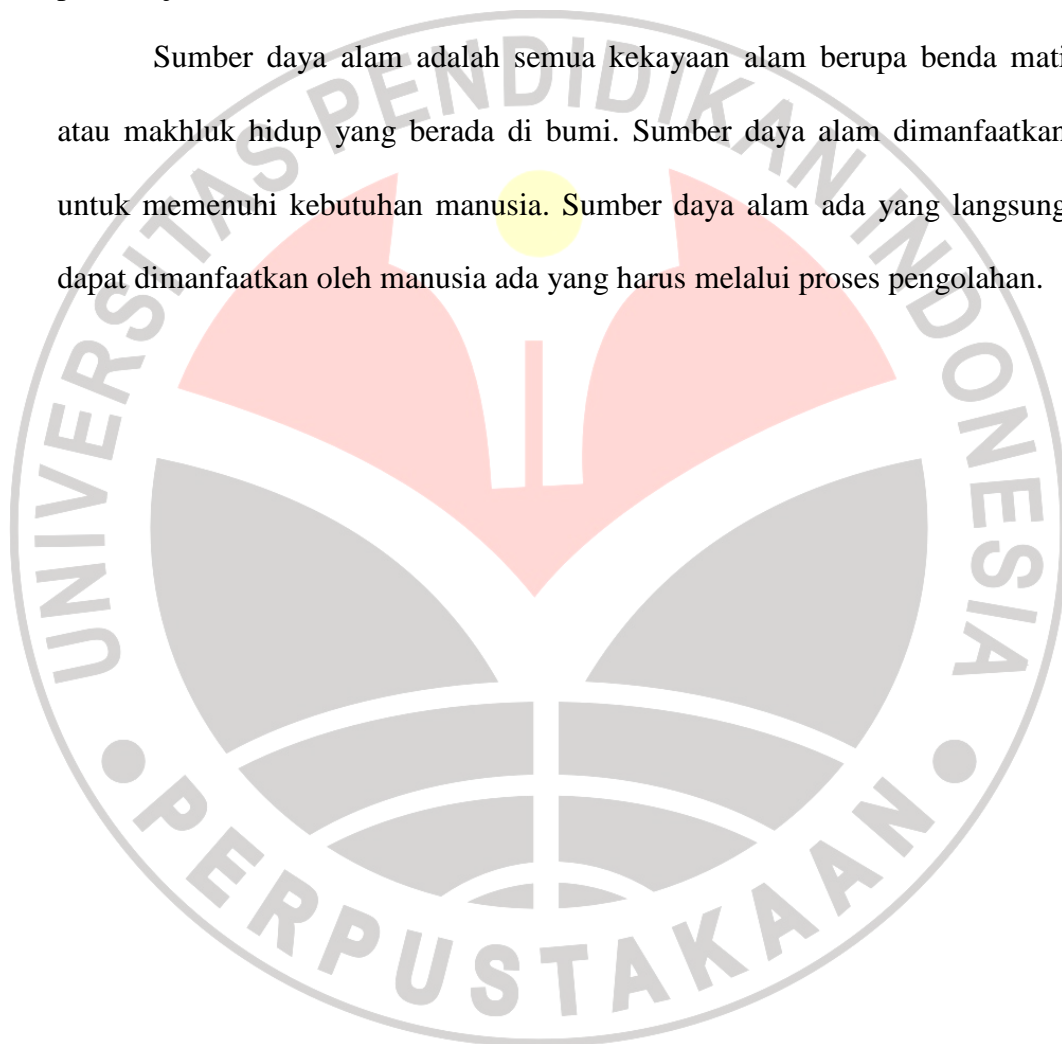 Sumber daya alam adalah semua kekayaan alam berupa benda mati
atau makhluk hidup yang berada di bumi. Sumber daya alam dimanfaatkan
untuk memenuhi kebutuhan manusia. Sumber daya alam ada yang langsung
dapat dimanfaatkan oleh manusia ada yang harus melalui proses pengolahan.
UNIVERSITAS PENDIDIKAN INDONESIA
PERPUSTAKAAN